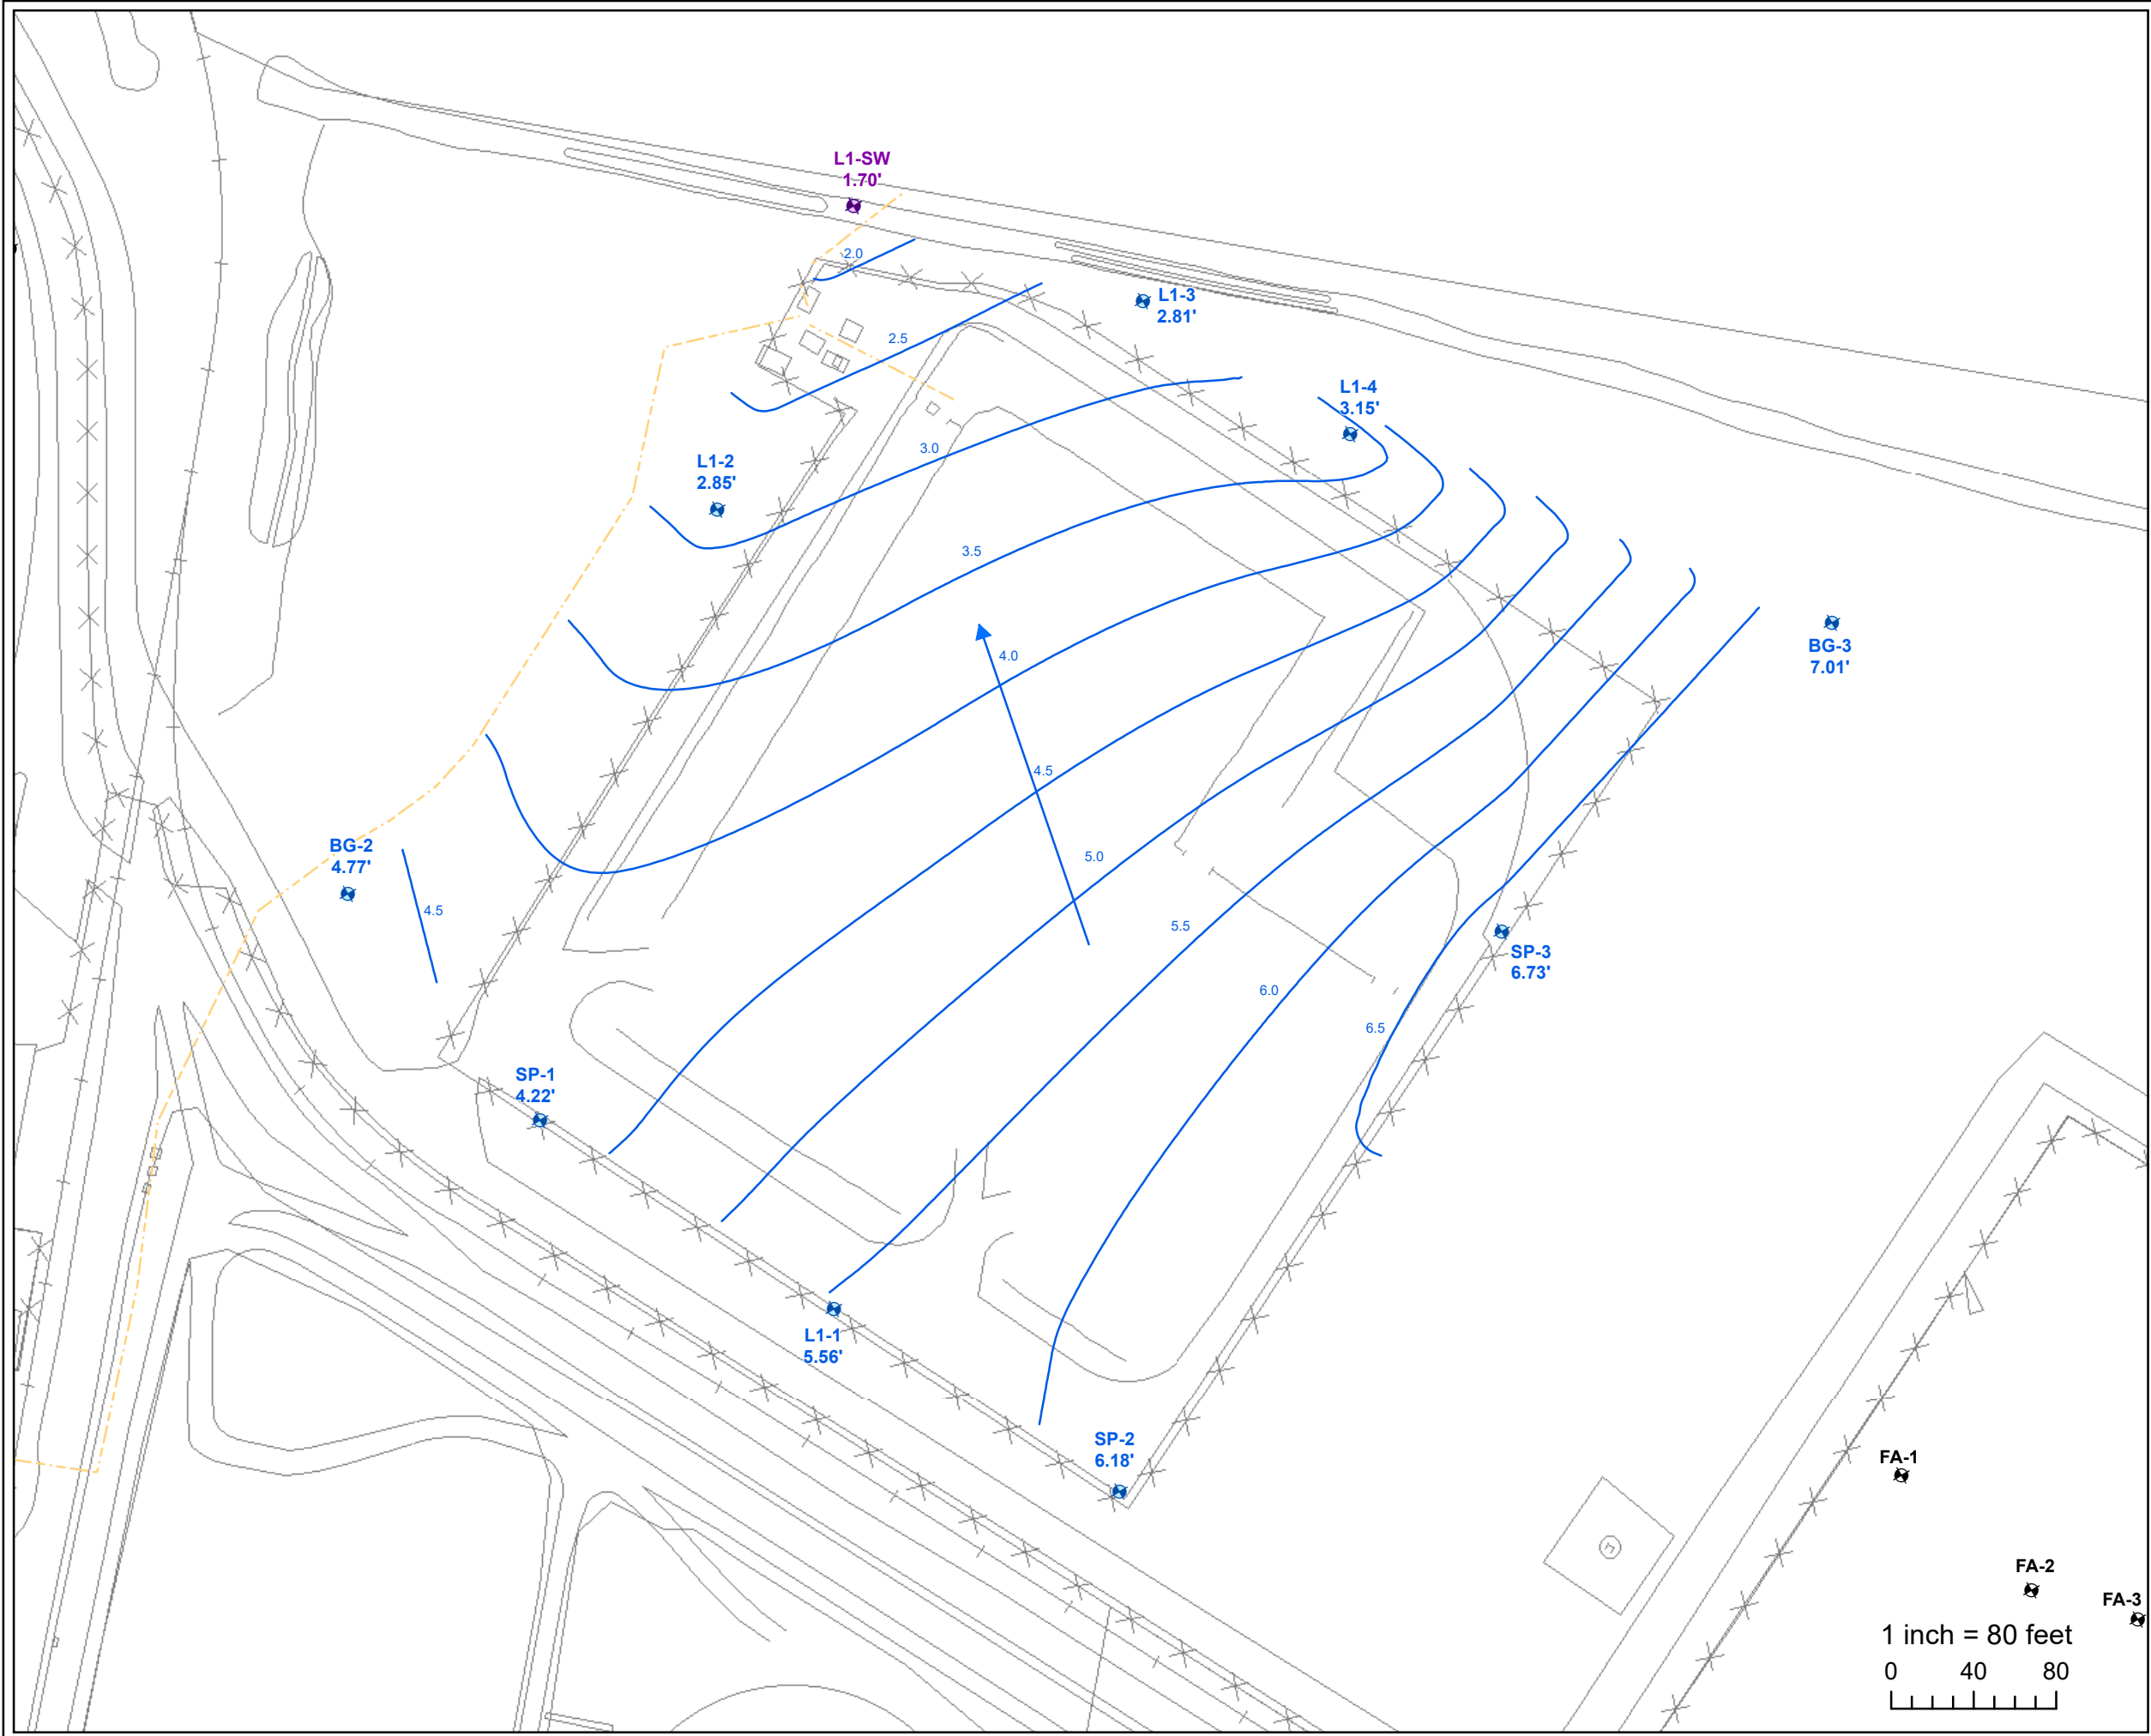 L1-SW
1.70'
2.0
L1-3
2.81'
2.5
L1-4
3.15'
3.0
L1-2
2.85'
3.5
BG-3
7.01'
4.0
4.5
BG-2
4.77'
5.0
4.5
5.5
SP-3
6.73'
6.0
6.5
SP-1
4.22'
L1-1
5.56'
SP-2
6.18'
FA-1
FA-2
FA-3
1 inch = 80 feet
0 40 80